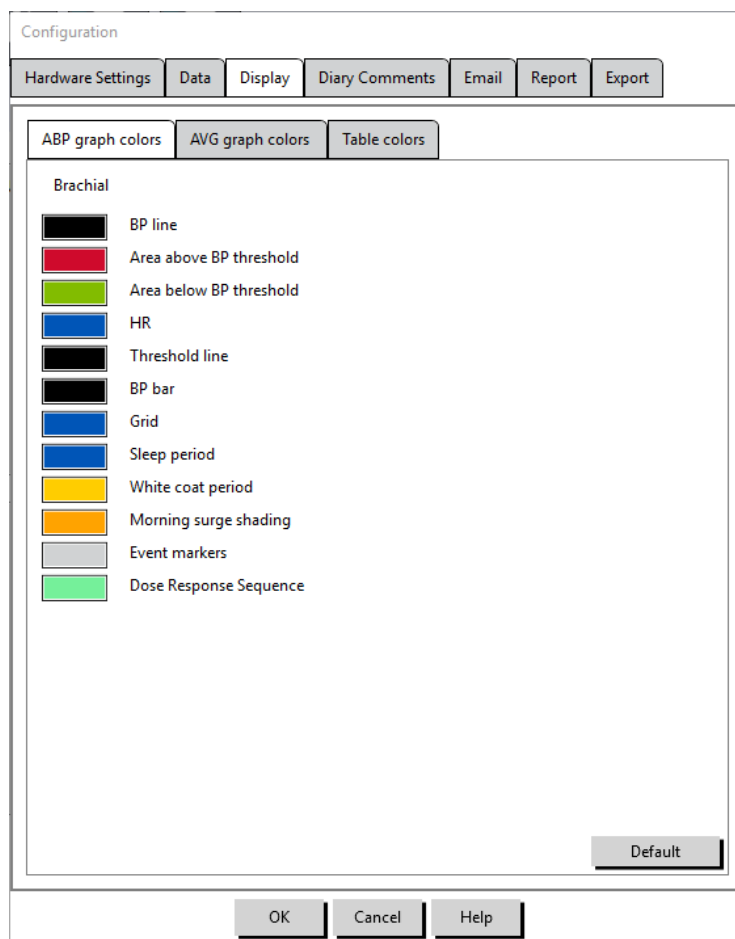 Configuration
Hardware Settings Data Display Diary Comments Email Report Export
ABP graph colors AVG graph colors Table colors
Brachial
BP line
Area above BP threshold
Area below BP threshold
HR
Threshold line
BP bar
Grid
Sleep period
White coat period
Morning surge shading
Event markers
Dose Response Sequence
Default
OK Cancel Help